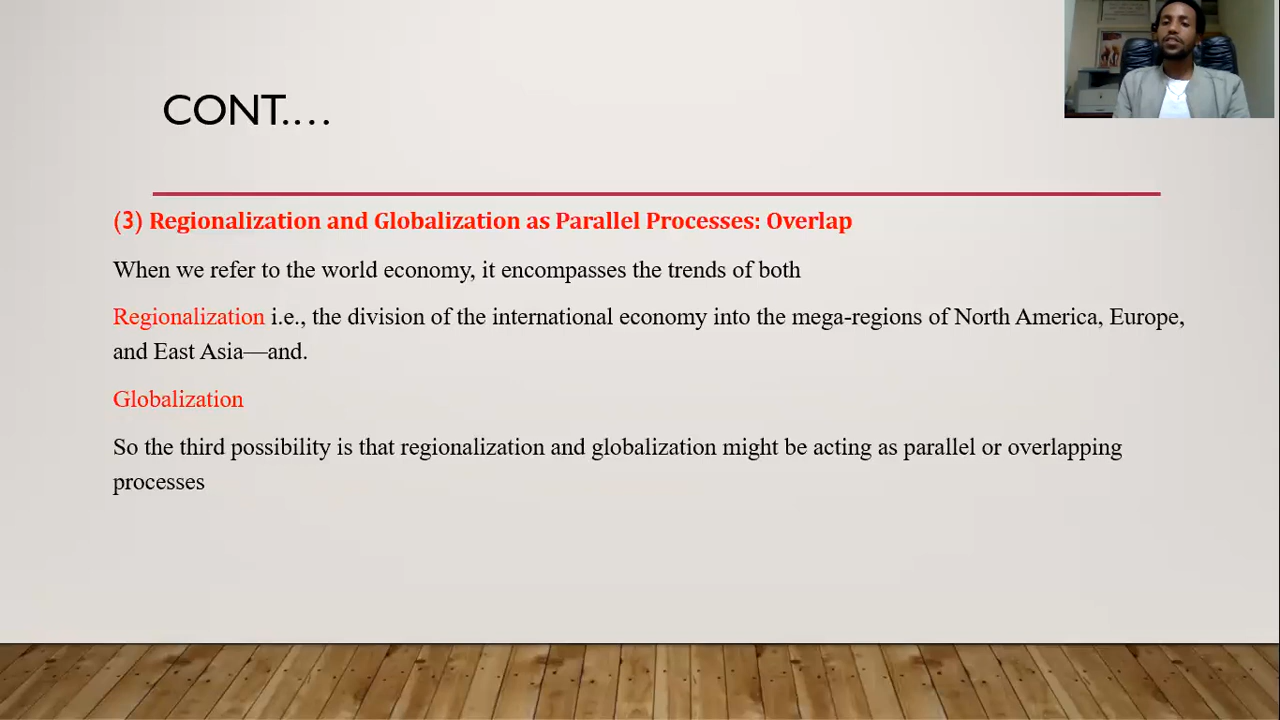 CONT.…
(3) Regionalization and Globalization as Parallel Processes: Overlap
When we refer to the world economy, it encompasses the trends of both
Regionalization i.e., the division of the international economy into the mega-regions of North America, Europe,
and East Asia—and.
Globalization
So the third possibility is that regionalization and globalization might be acting as parallel or overlapping
processes